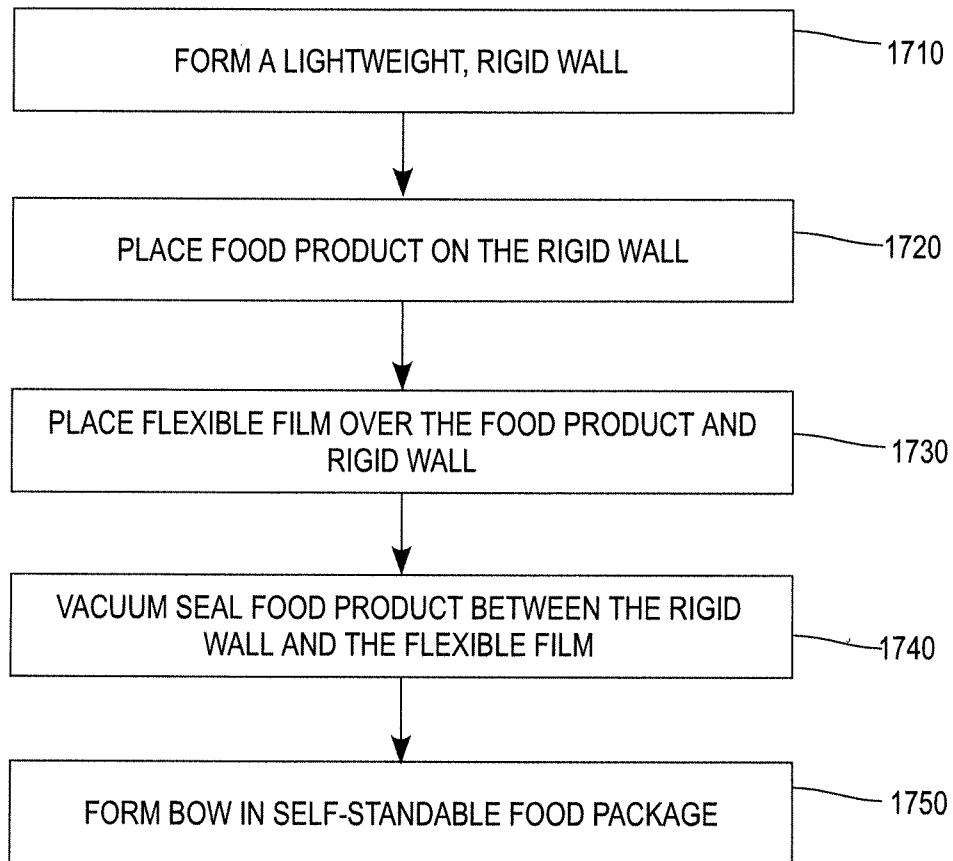 FORM A LIGHTWEIGHT, RIGID WALL
1710
PLACE FOOD PRODUCT ON THE RIGID WALL
1720
PLACE FLEXIBLE FILM OVER THE FOOD PRODUCT AND
RIGID WALL
1730
VACUUM SEAL FOOD PRODUCT BETWEEN THE RIGID
WALL AND THE FLEXIBLE FILM
1740
FORM BOW IN SELF-STANDABLE FOOD PACKAGE
1750